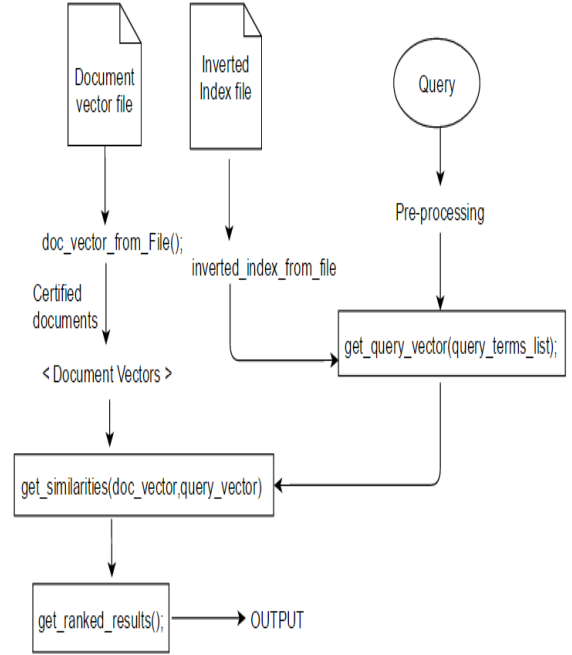 Document
vector file
Inverted
Index file
Query
Pre-processing
doc_vector_from_File();
inverted_index_from_file
Certified
documents
get_query_vector(query_terms_list);
< Document Vectors >
get_similarities(doc_vector,query_vector)
get_ranked_results();
OUTPUT